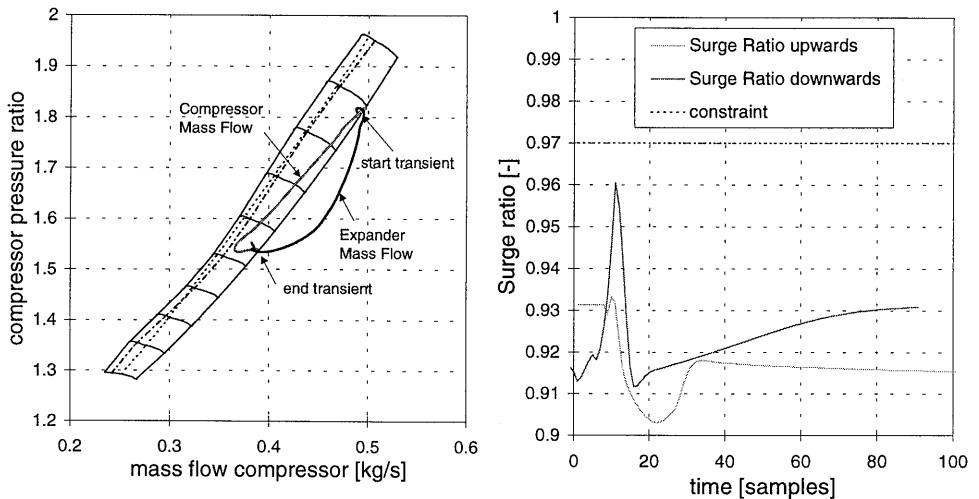 2
1.9
1.8
1.7
1.6
1.5
1.4
1.3
1.2
0.2
0.3
0.4
0.5
0.6
compressor pressure ratio
mass flow compressor [kg/s]
Compressor
Mass Flow
start transient
Expander
Mass Flow
end transient
1
0.99
0.98
0.97
0.96
0.95
0.94
0.93
0.92
0.91
0.9
0
20
40
60
80
100
Surge ratio [-]
time [samples]
Surge Ratio upwards
Surge Ratio downwards
constraint